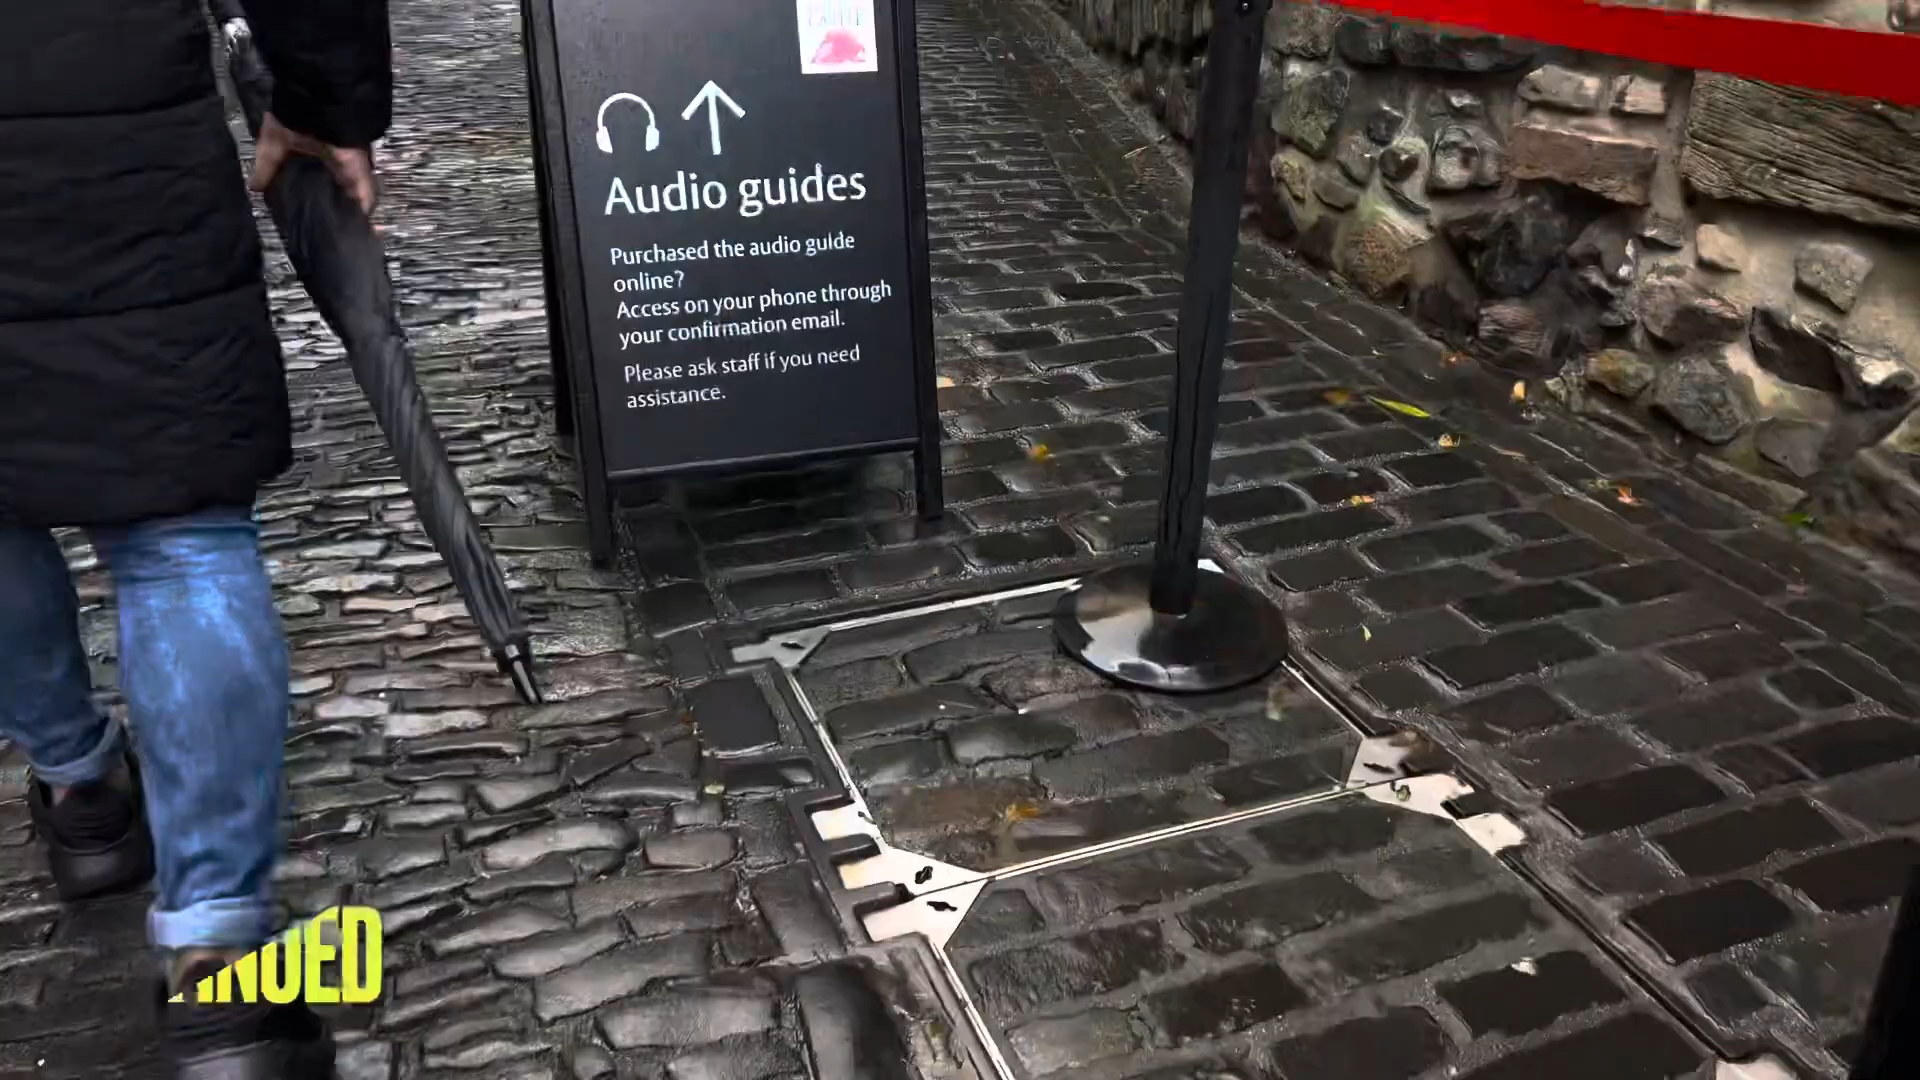 Audio guides
Purchased the audio guide
online?
Access on your phone through
your confirmation email.
Please ask staff if you need
assistance.